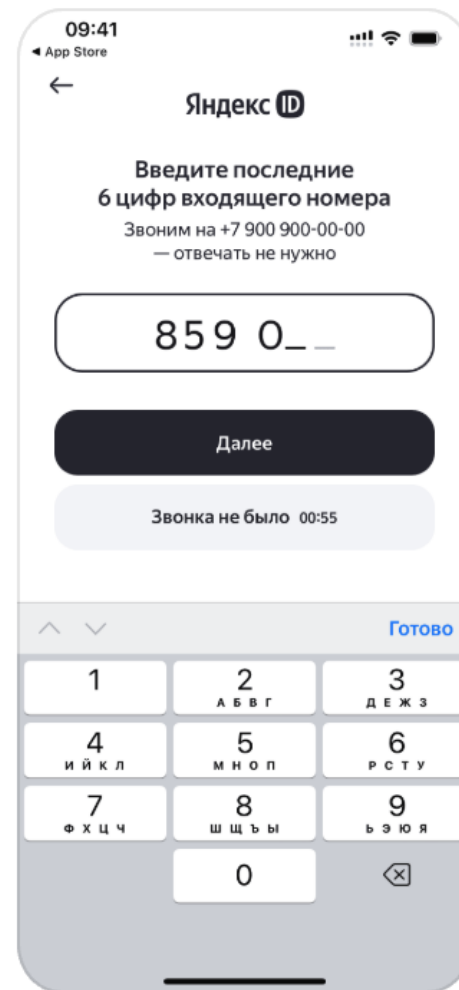 09:41
◀ App Store
←
Яндекс ID
Введите последние
6 цифр входящего номера
Звоним на +7 900 900-00-00
— отвечать не нужно
859 0_ _
Далее
Звонка не было 00:55
Готово
1 2 3
А Б В Г Д Е Ж З
4 5 6
И Й К Л М Н О П Р С Т У
7 8 9
Ф Х Ц Ч Ш Щ Ъ Ы Ь Э Ю Я
0